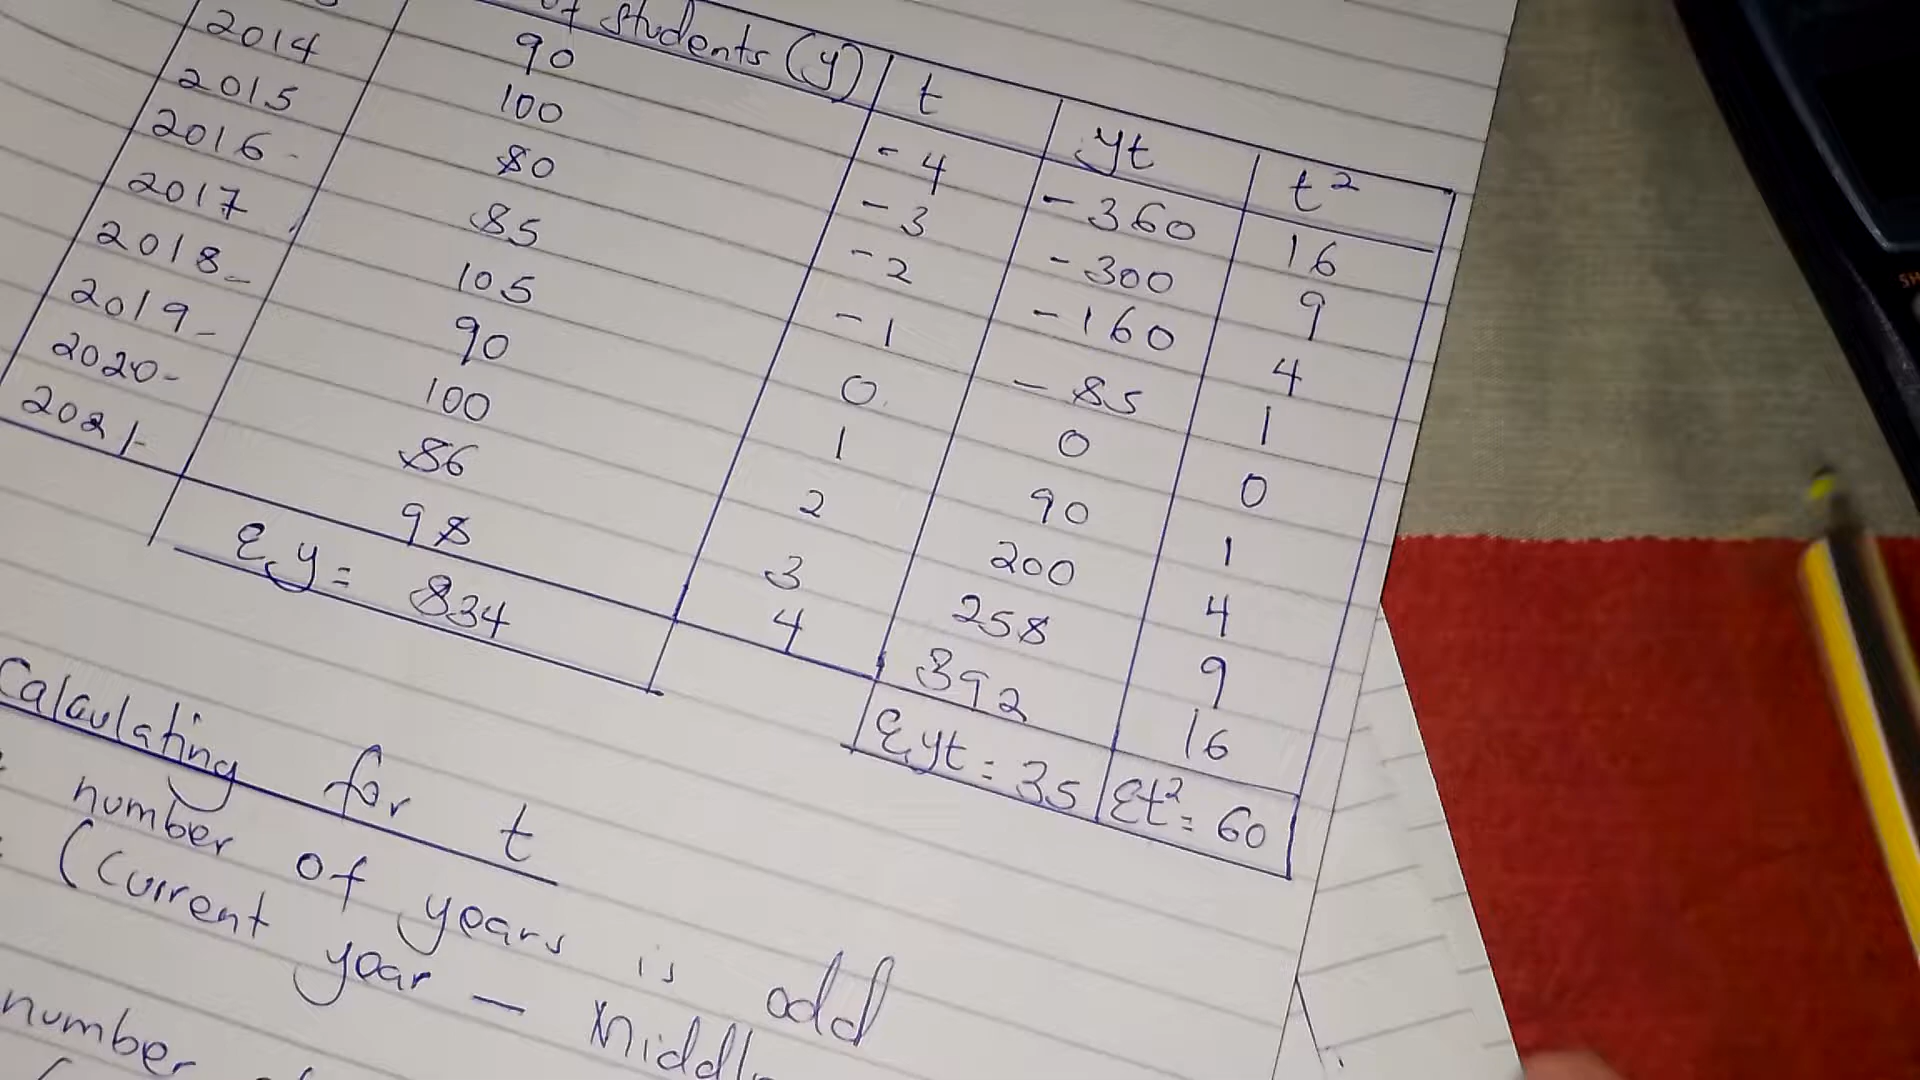 of students (y) t yt t²
90 -4 -360 16
2014 100 -3 -300 9
2015 80 -2 -160 4
2016 85 -1 -85 1
2017 105 0 0 0
2018 90 1 90 1
2019 100 2 200 4
2020 86 3 258 9
2021 98 4 392 16
Σy = 834 Σyt = 35 Σt² = 60
Calculating for t
number of years is odd
(Current year -
number